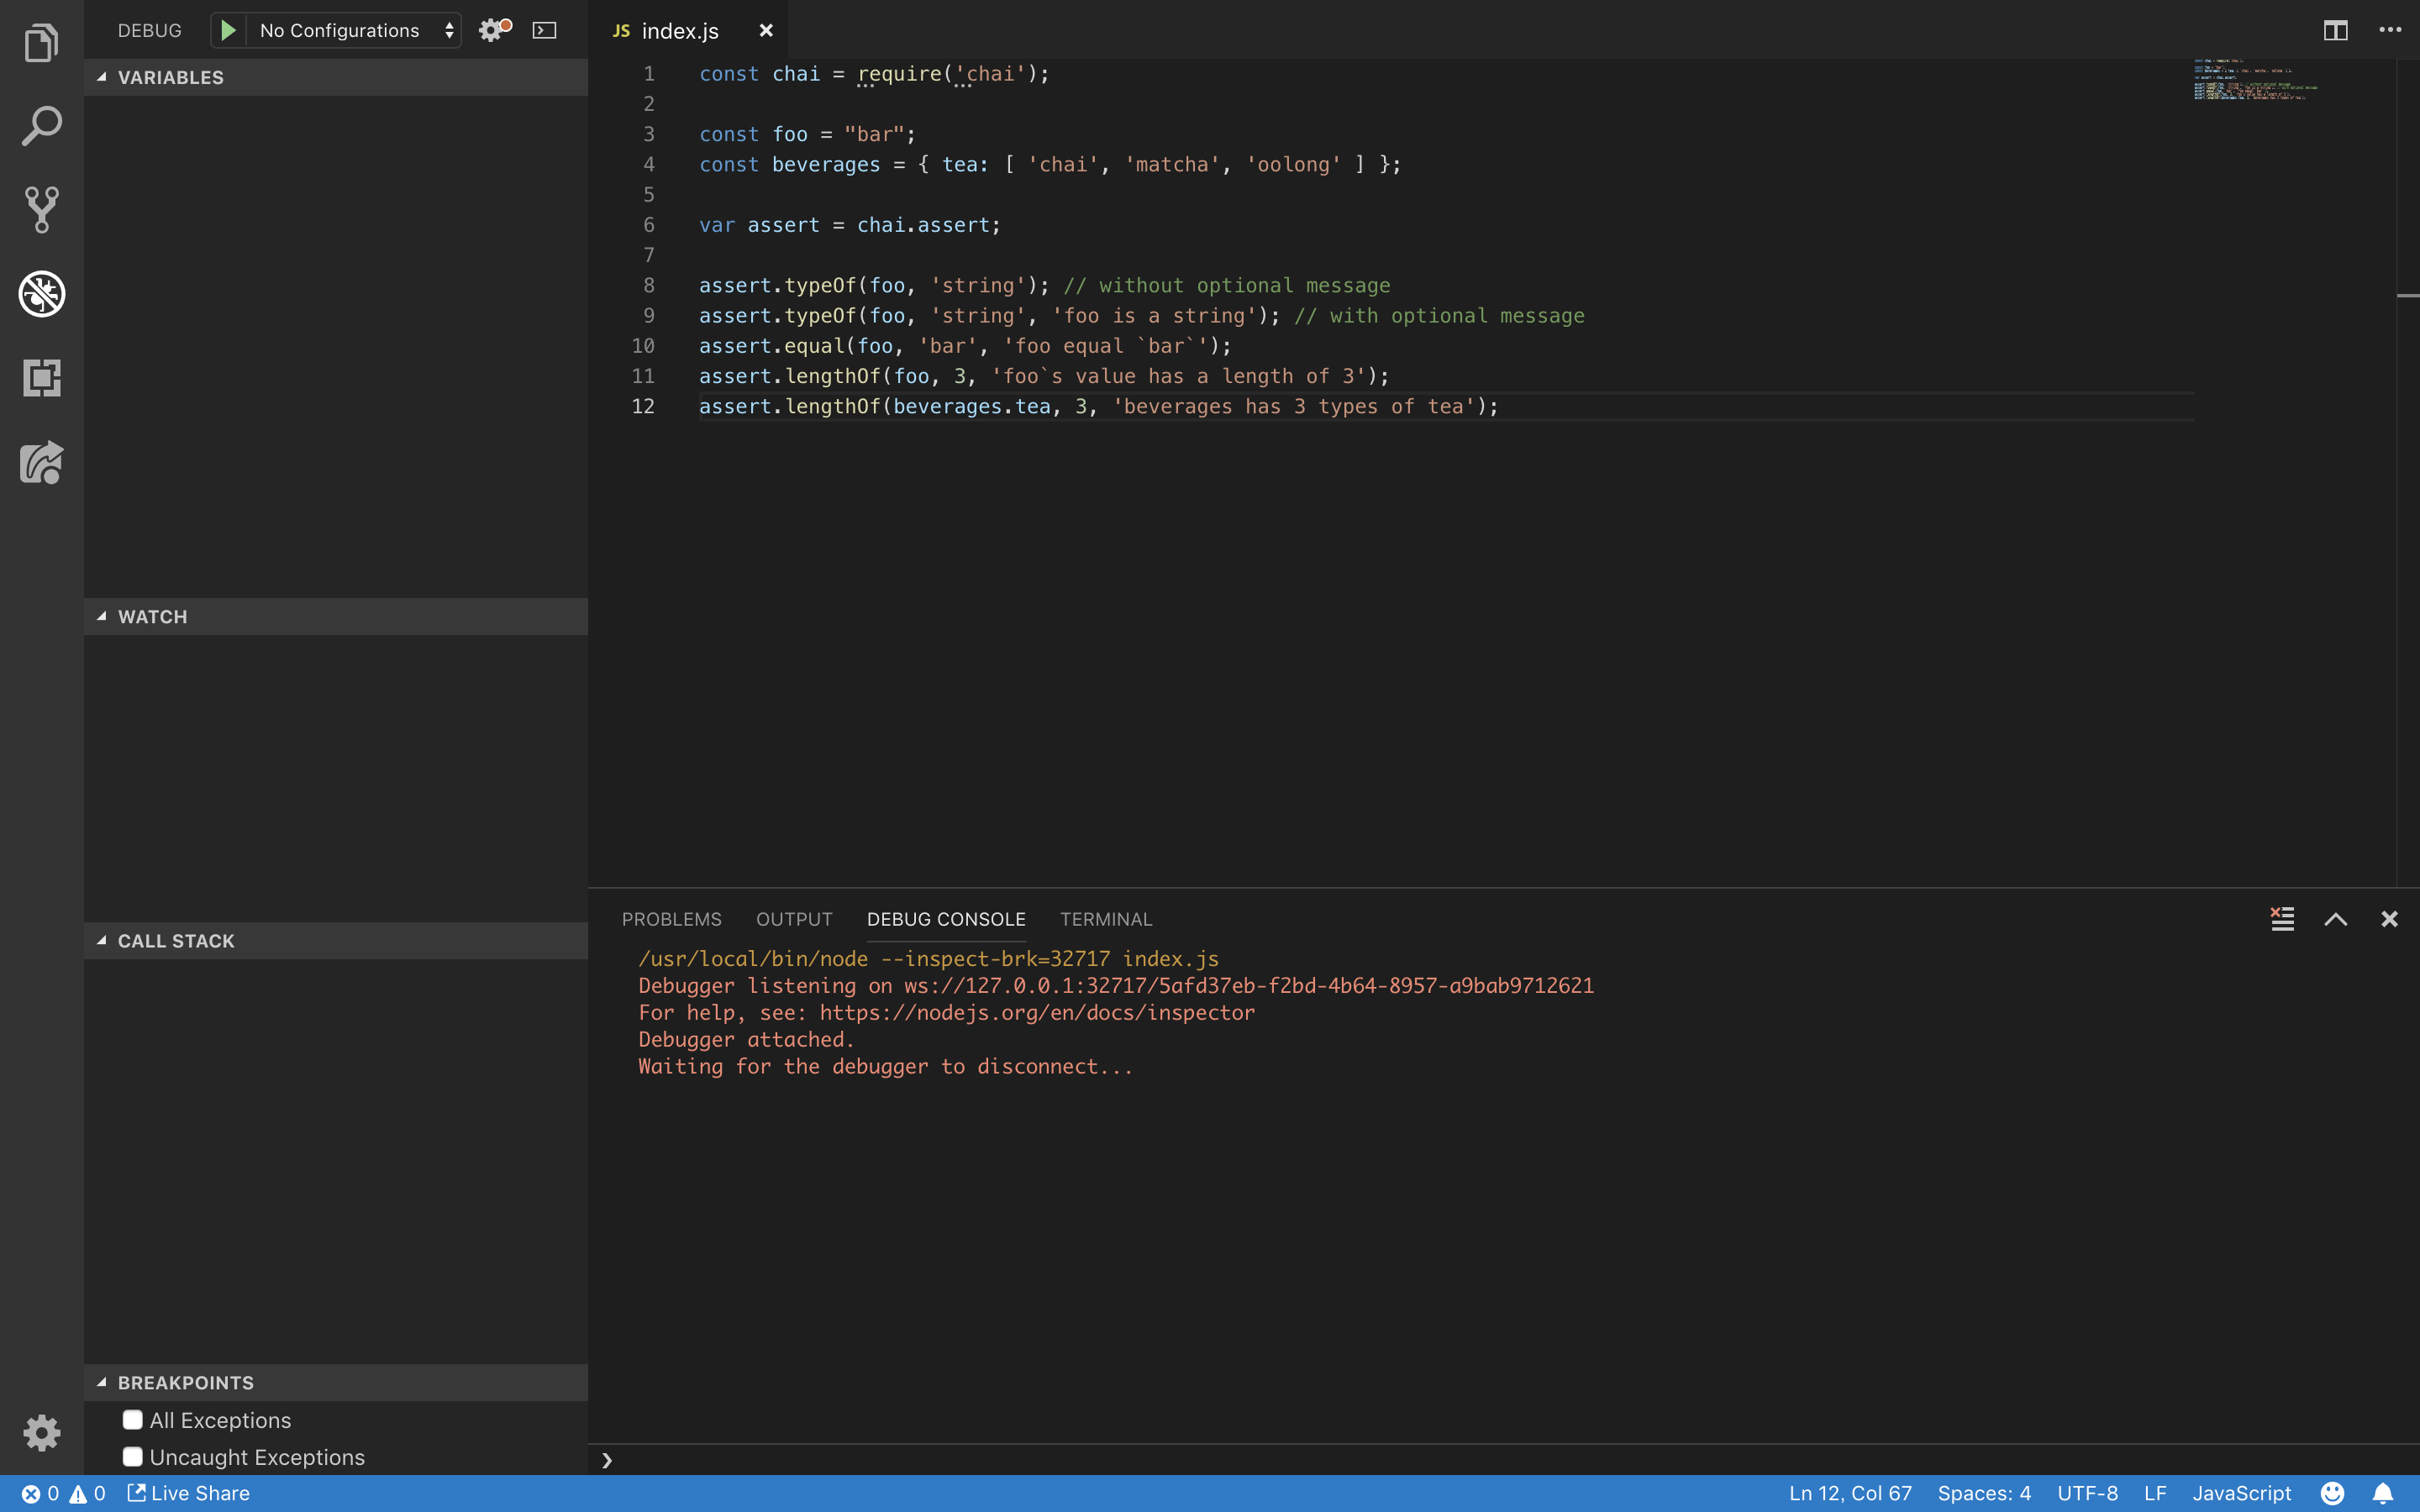 DEBUG No Configurations
VARIABLES
WATCH
CALL STACK
BREAKPOINTS
All Exceptions
Uncaught Exceptions
JS index.js
1 const chai = require('chai');
2
3 const foo = "bar";
4 const beverages = { tea: [ 'chai', 'matcha', 'oolong' ] };
5
6 var assert = chai.assert;
7
8 assert.typeOf(foo, 'string'); // without optional message
9 assert.typeOf(foo, 'string', 'foo is a string'); // with optional message
10 assert.equal(foo, 'bar', 'foo equal `bar`');
11 assert.lengthOf(foo, 3, 'foo`s value has a length of 3');
12 assert.lengthOf(beverages.tea, 3, 'beverages has 3 types of tea');
PROBLEMS OUTPUT DEBUG CONSOLE TERMINAL
/usr/local/bin/node --inspect-brk=32717 index.js
Debugger listening on ws://127.0.0.1:32717/5afd37eb-f2bd-4b64-8957-a9bab9712621
For help, see: https://nodejs.org/en/docs/inspector
Debugger attached.
Waiting for the debugger to disconnect...
❯
0 0 Live Share Ln 12, Col 67 Spaces: 4 UTF-8 LF JavaScript